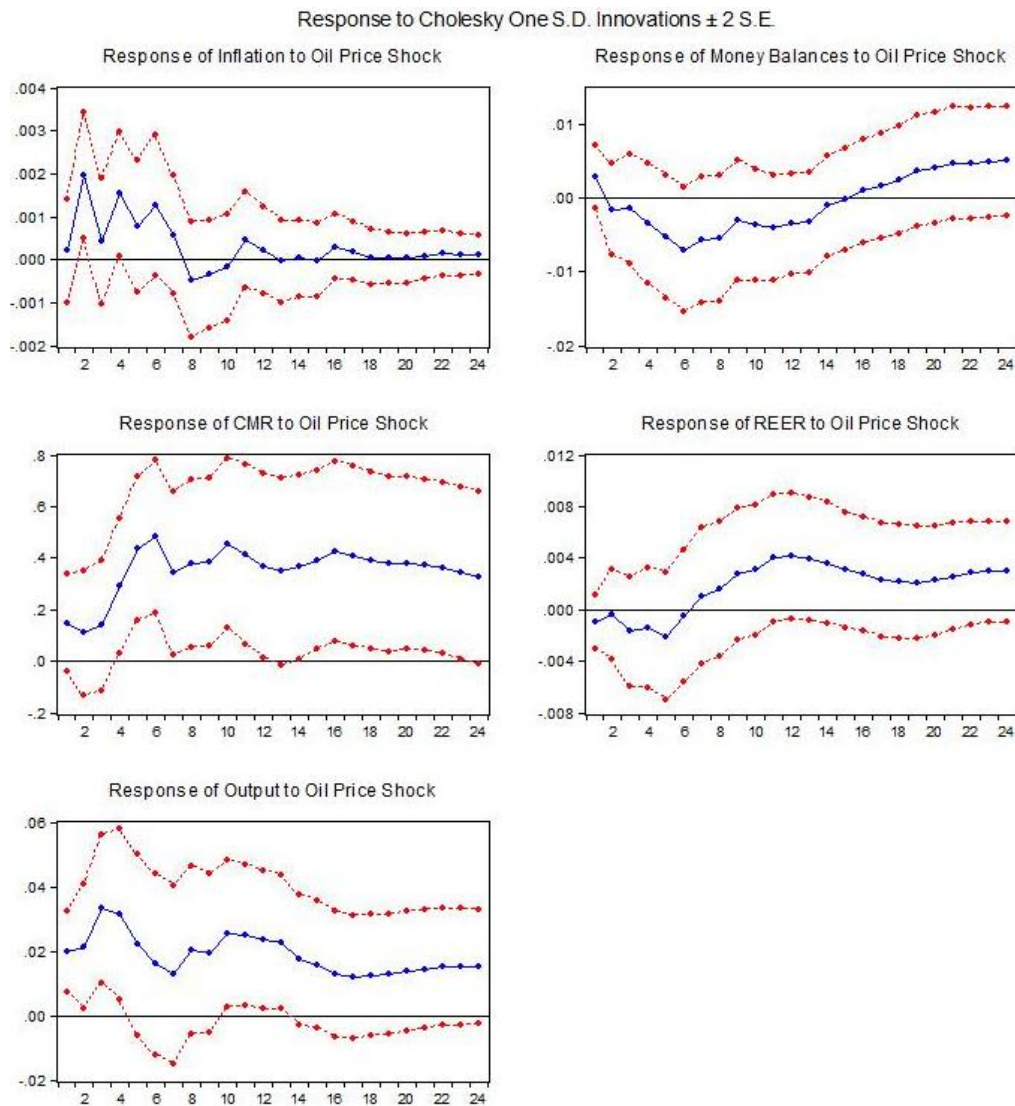 Response to Cholesky One S.D. Innovations ± 2 S.E.
Response of Inflation to Oil Price Shock
.004
.003
.002
.001
.000
-.001
-.002
2 4 6 8 10 12 14 16 18 20 22 24
Response of Money Balances to Oil Price Shock
.01
.00
-.01
-.02
2 4 6 8 10 12 14 16 18 20 22 24
Response of CMR to Oil Price Shock
.8
.6
.4
.2
.0
-.2
2 4 6 8 10 12 14 16 18 20 22 24
Response of REER to Oil Price Shock
.012
.008
.004
.000
-.004
-.008
2 4 6 8 10 12 14 16 18 20 22 24
Response of Output to Oil Price Shock
.06
.04
.02
.00
-.02
2 4 6 8 10 12 14 16 18 20 22 24